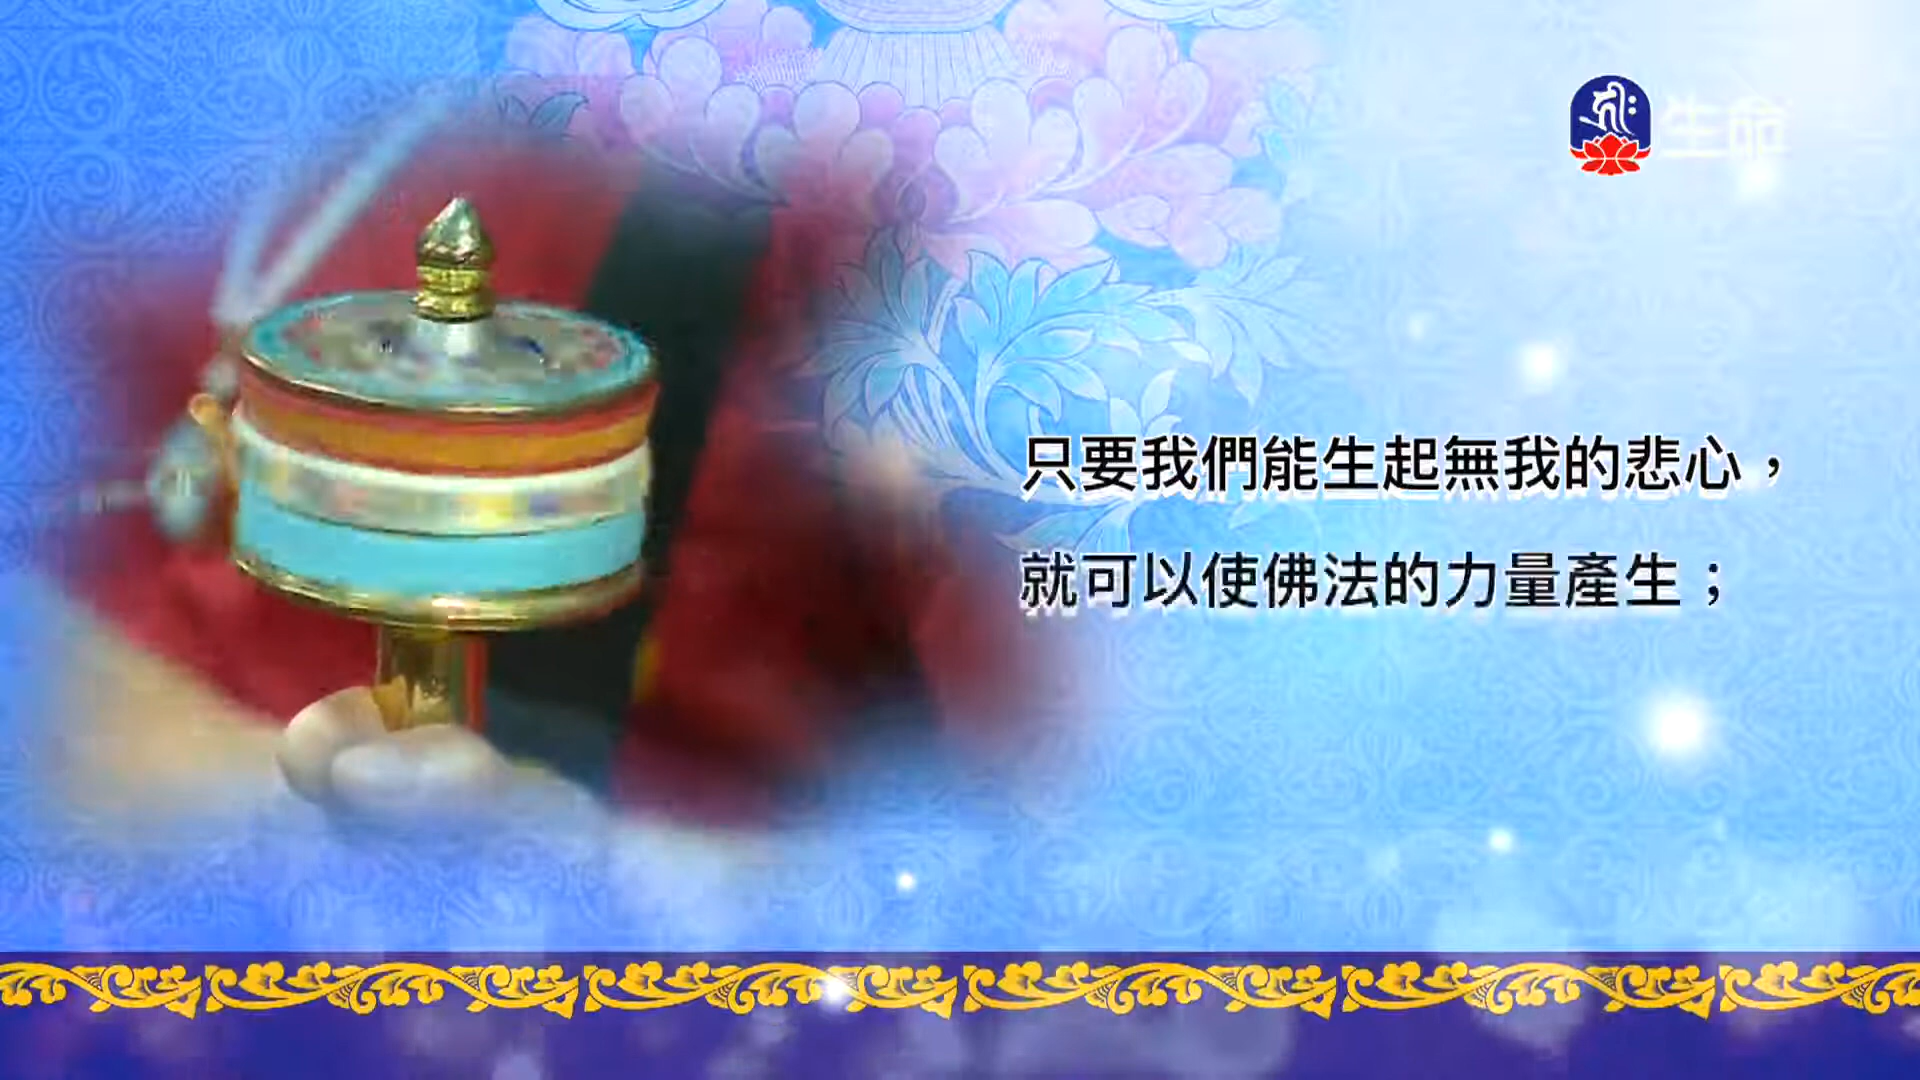 生命
只要我們能生起無我的悲心，
就可以使佛法的力量產生；